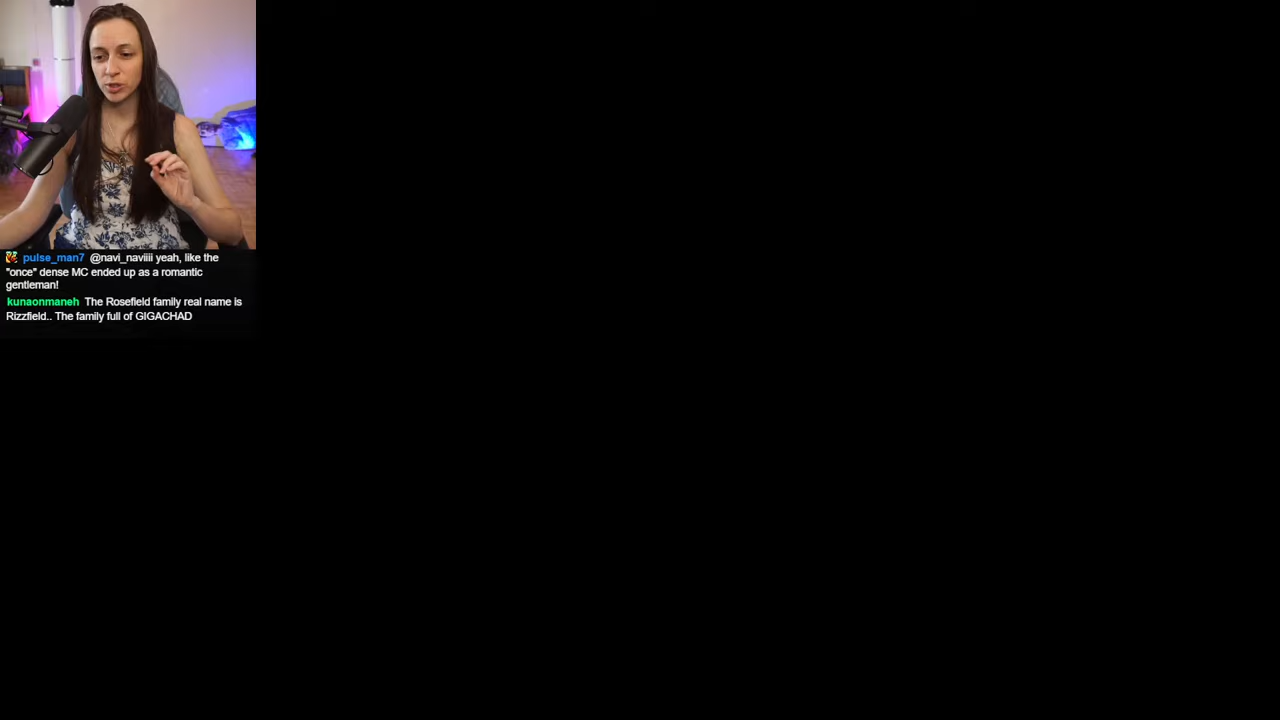 pulse_man7 @navi_naviiii yeah, like the
"once" dense MC ended up as a romantic
gentleman!
kunaonmaneh The Rosefield family real name is
Rizzfield.. The family full of GIGACHAD